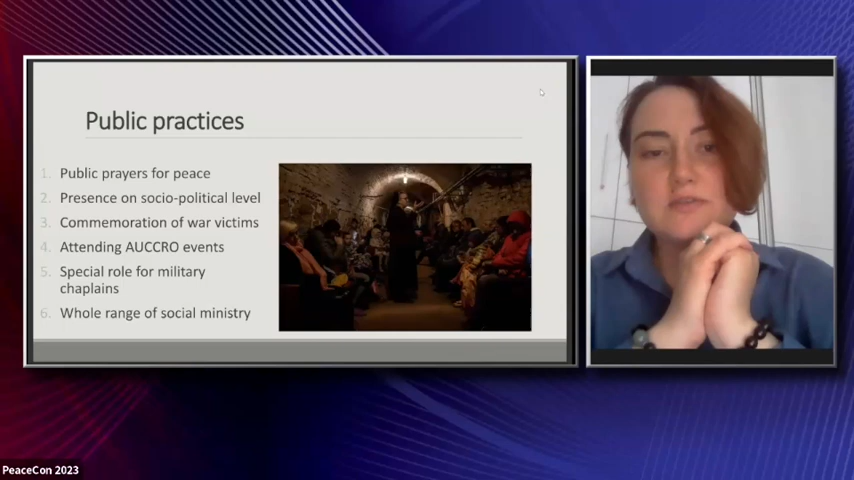 Public practices
1. Public prayers for peace
2. Presence on socio-political level
3. Commemoration of war victims
4. Attending AUCCRO events
5. Special role for military
chaplains
6. Whole range of social ministry
PeaceCon 2023